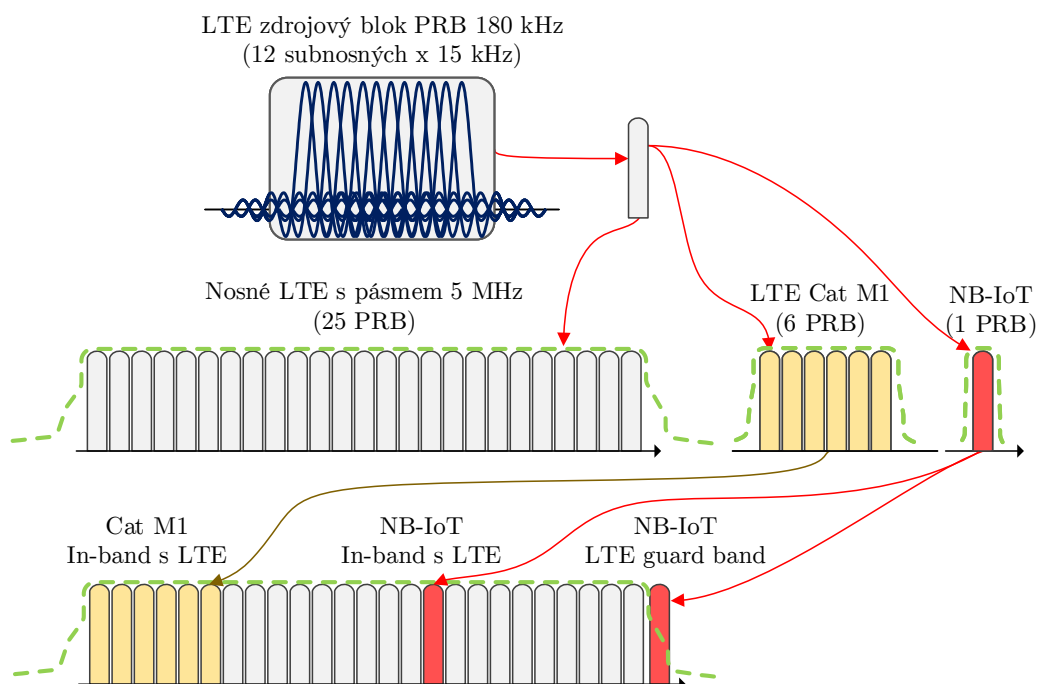 LTE zdrojový blok PRB 180 kHz
(12 subnosných x 15 kHz)
Nosné LTE s pásmem 5 MHz
(25 PRB)
LTE Cat M1
(6 PRB)
NB-IoT
(1 PRB)
Cat M1
In-band s LTE
NB-IoT
In-band s LTE
NB-IoT
LTE guard band